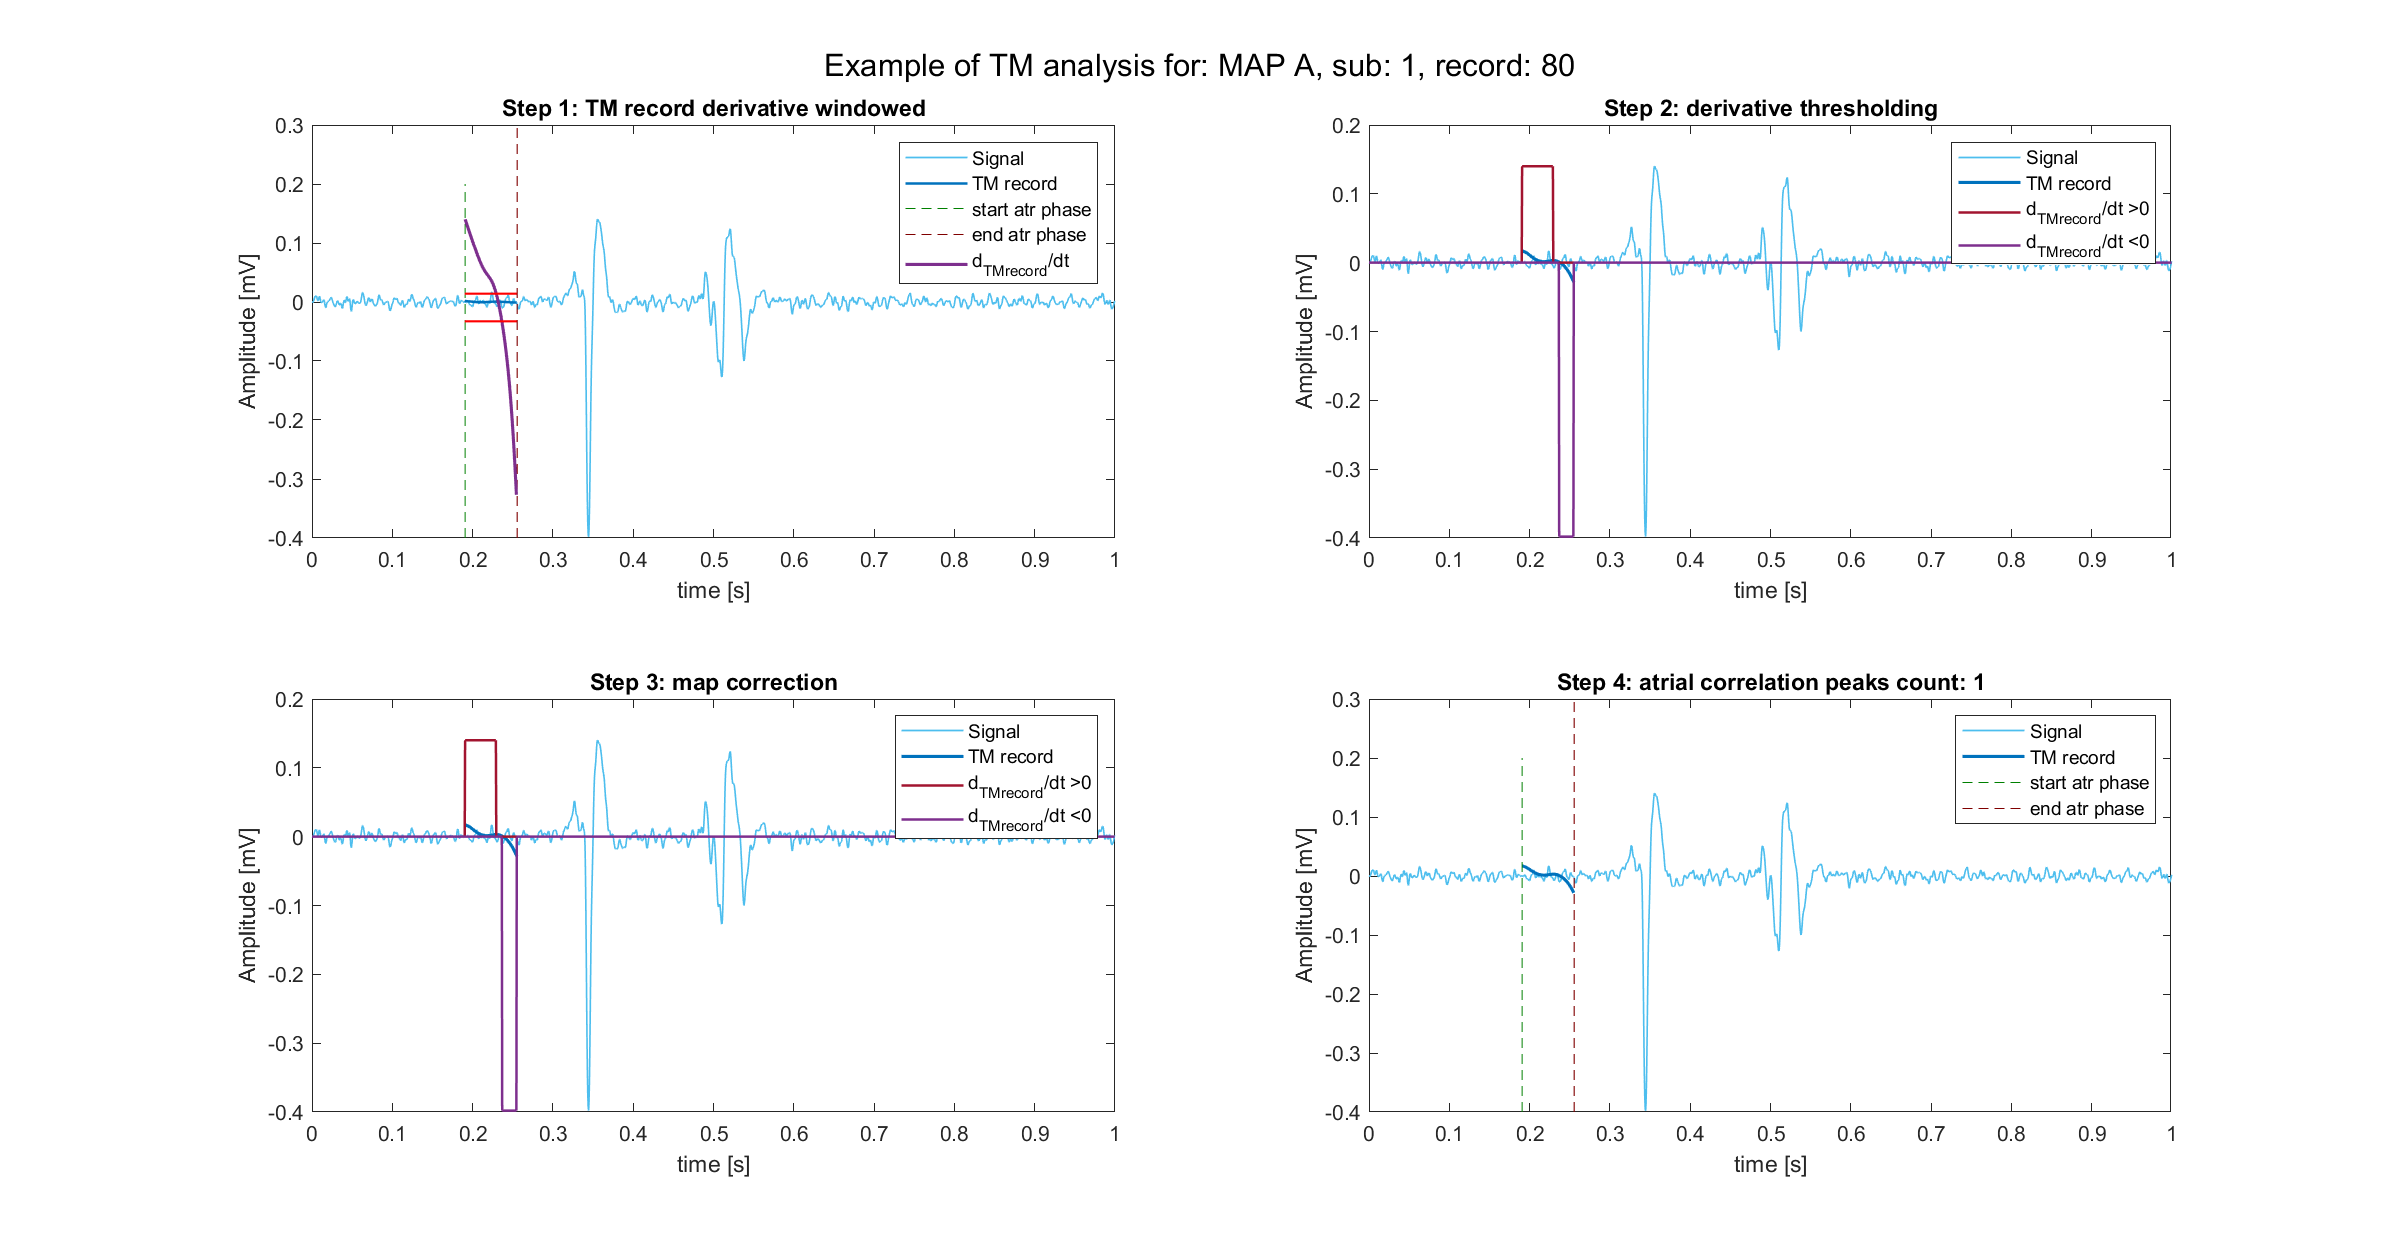 Example of TM analysis for: MAP A, sub: 1, record: 80
Step 1: TM record derivative windowed
0.3
0.2
0.1
0
-0.1
-0.2
-0.3
-0.4
Amplitude [mV]
Signal
TM record
start atr phase
end atr phase
dTMrecord/dt
0 0.1 0.2 0.3 0.4 0.5 0.6 0.7 0.8 0.9 1
time [s]
Step 2: derivative thresholding
0.2
0.1
0
-0.1
-0.2
-0.3
-0.4
Amplitude [mV]
Signal
TM record
dTMrecord/dt >0
dTMrecord/dt <0
0 0.1 0.2 0.3 0.4 0.5 0.6 0.7 0.8 0.9 1
time [s]
Step 3: map correction
0.2
0.1
0
-0.1
-0.2
-0.3
-0.4
Amplitude [mV]
Signal
TM record
dTMrecord/dt >0
dTMrecord/dt <0
0 0.1 0.2 0.3 0.4 0.5 0.6 0.7 0.8 0.9 1
time [s]
Step 4: atrial correlation peaks count: 1
0.3
0.2
0.1
0
-0.1
-0.2
-0.3
-0.4
Amplitude [mV]
Signal
TM record
start atr phase
end atr phase
0 0.1 0.2 0.3 0.4 0.5 0.6 0.7 0.8 0.9 1
time [s]